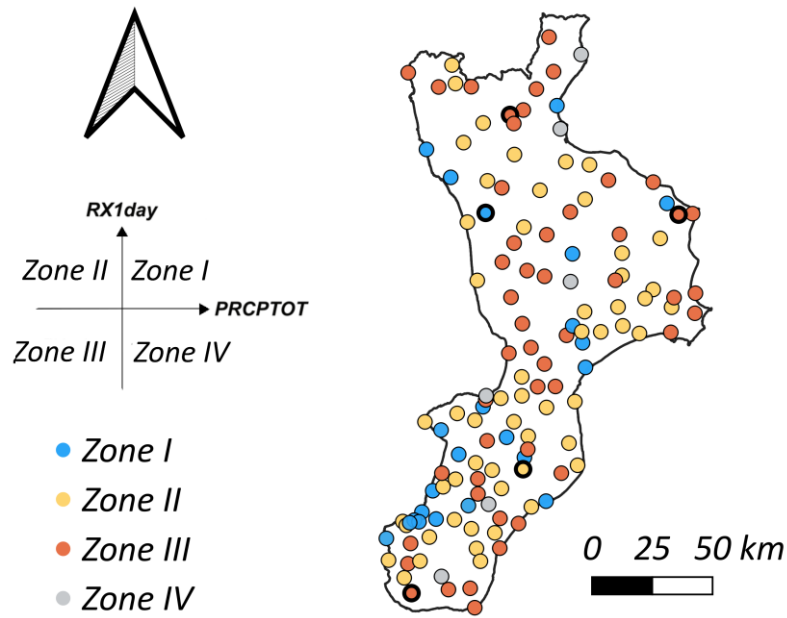 RX1day
Zone II
Zone I
PRCPTOT
Zone III
Zone IV
Zone I
Zone II
Zone III
Zone IV
0 25 50 km